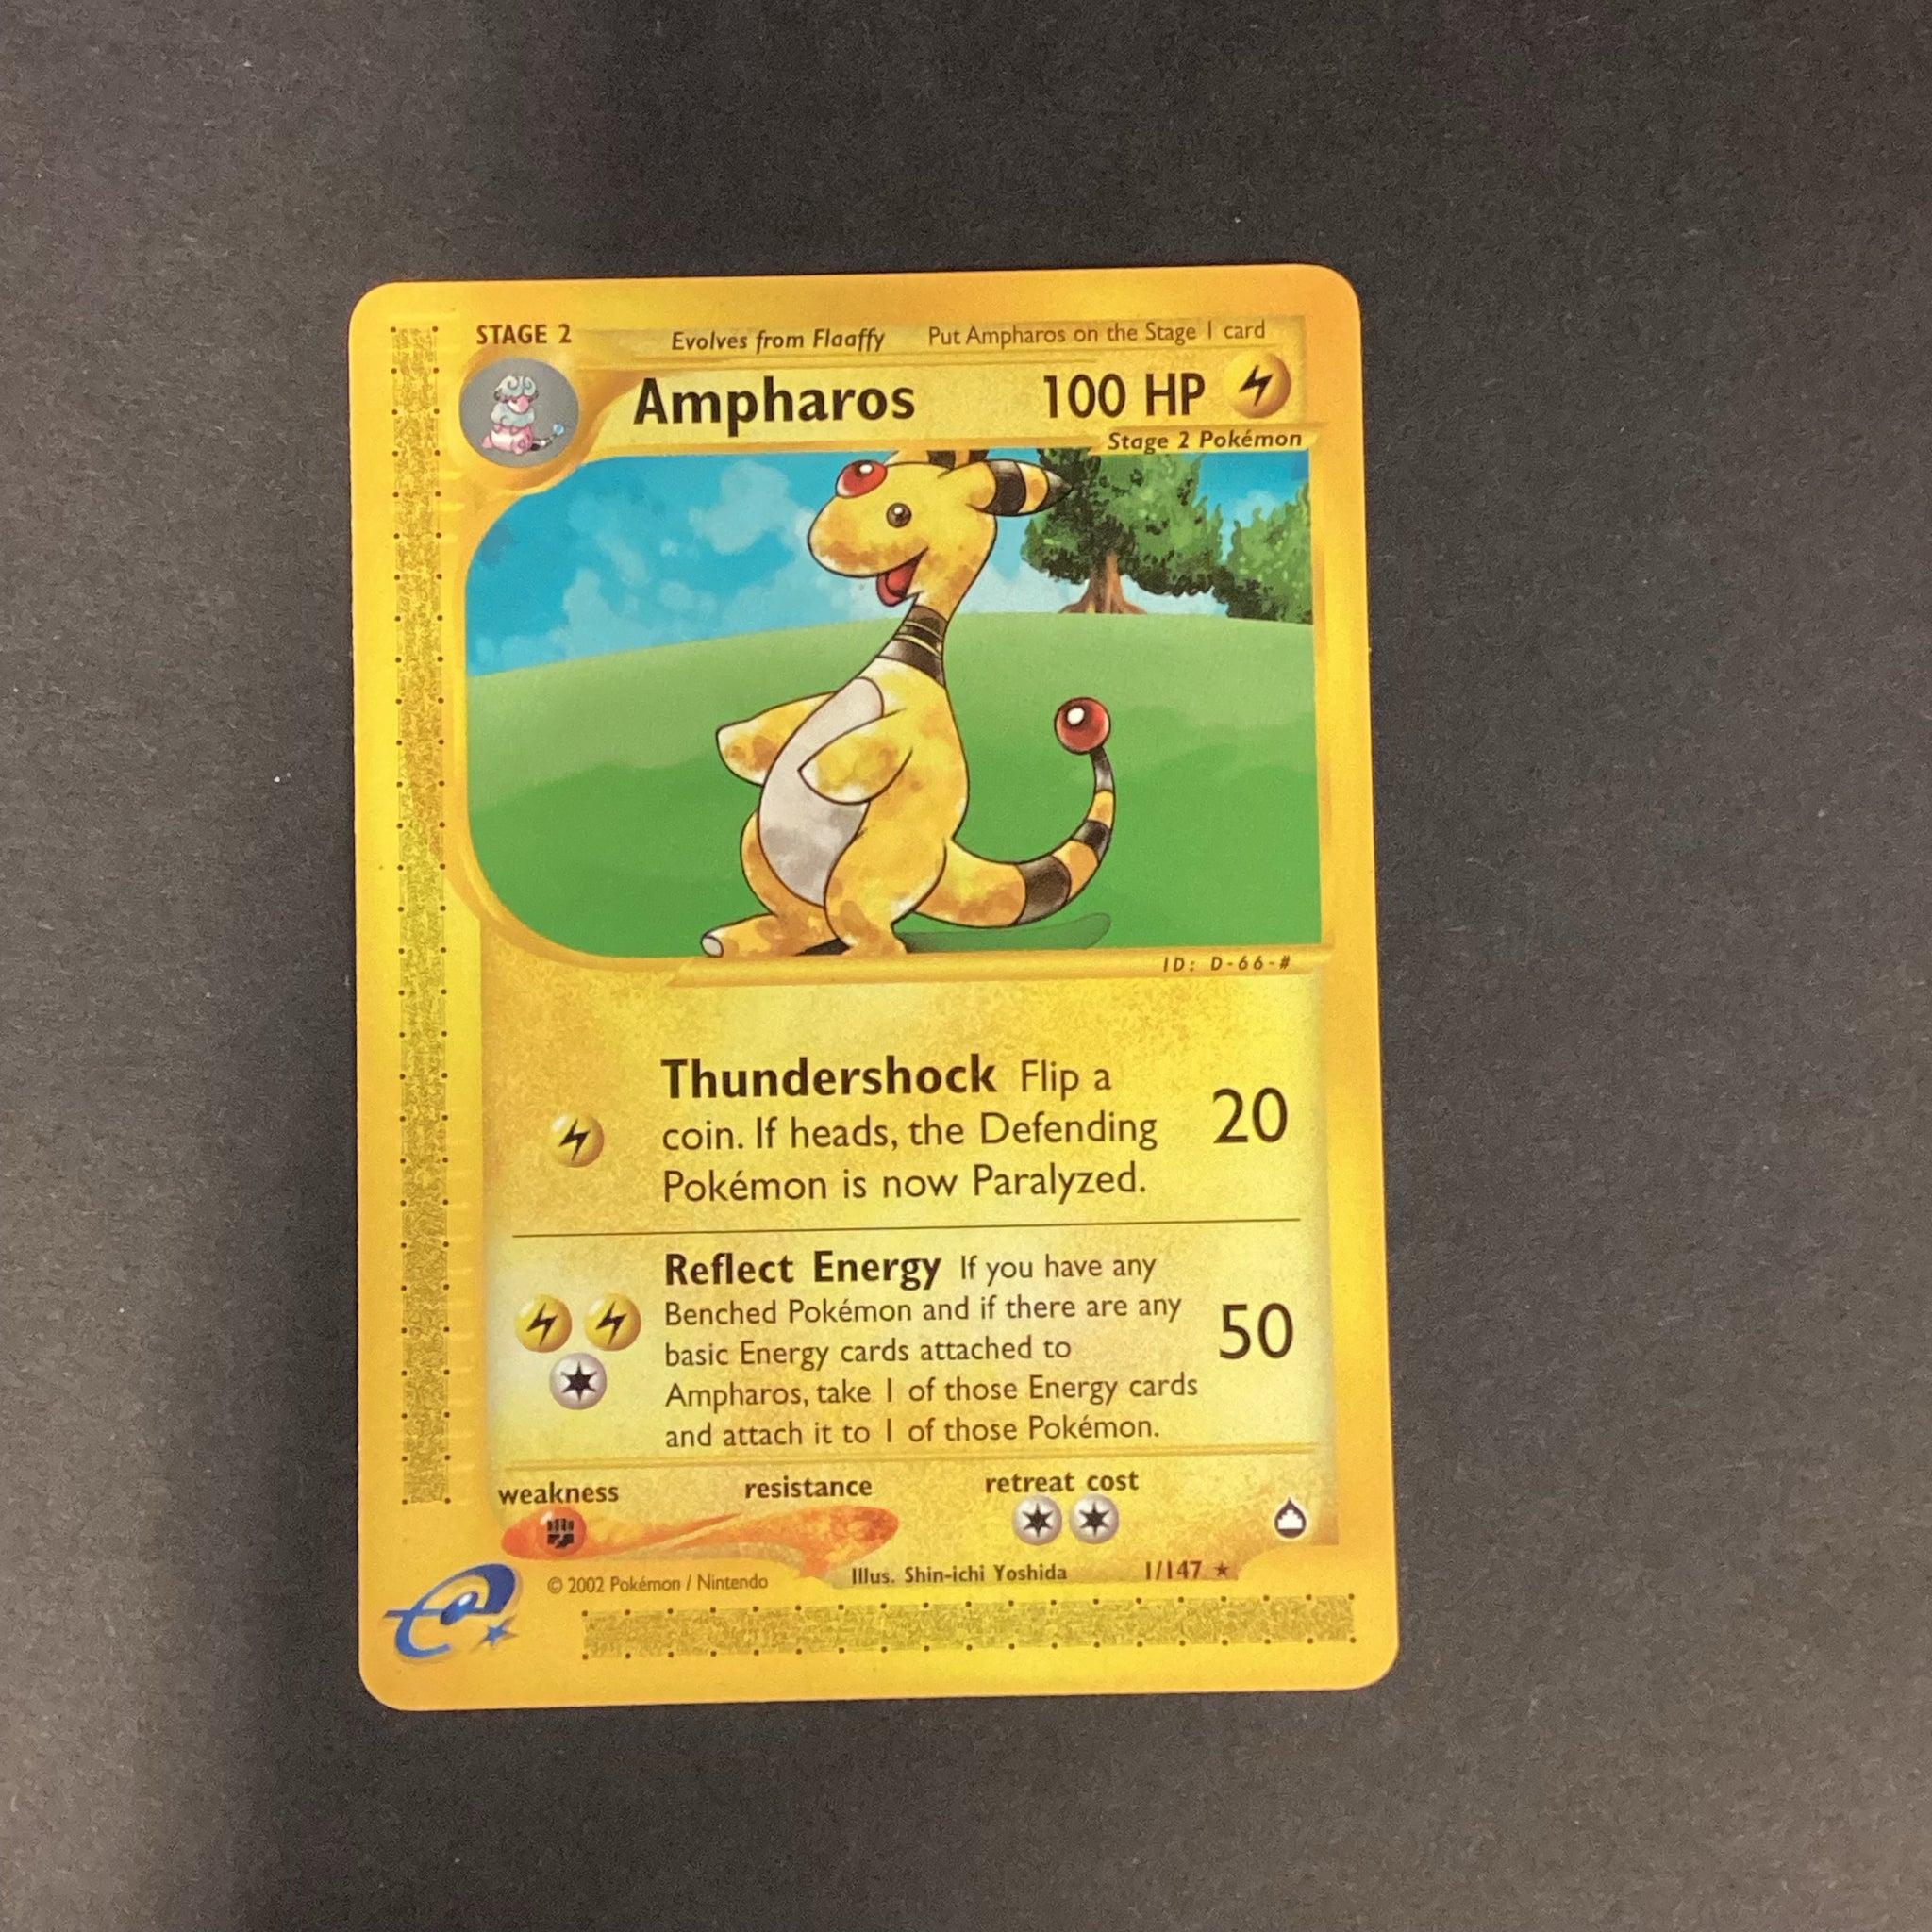 STAGE 2
Evolves from Flaaffy Put Ampharos on the Stage 1 card
Ampharos 100 HP
Stage 2 Pokémon
ID: D-66-#
Thundershock Flip a
coin. If heads, the Defending
Pokémon is now Paralyzed.
20
Reflect Energy If you have any
Benched Pokémon and if there are any
basic Energy cards attached to
Ampharos, take 1 of those Energy cards
and attach it to 1 of those Pokémon.
50
weakness resistance retreat cost
© 2002 Pokémon / Nintendo Illus. Shin-ichi Yoshida 1/147 ★
e